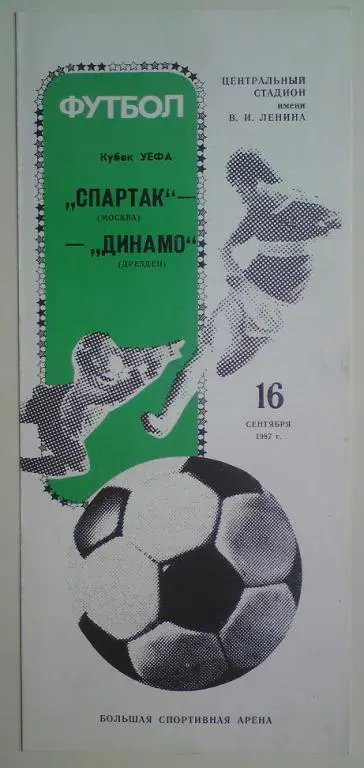 ФУТБОЛ
Кубок УЕФА
„СПАРТАК“—
(МОСКВА)
— „ДИНАМО“
(ДРЕЗДЕН)
ЦЕНТРАЛЬНЫЙ
СТАДИОН
имени
В. И. ЛЕНИНА
16
СЕНТЯБРЯ
1987 г.
БОЛЬШАЯ СПОРТИВНАЯ АРЕНА